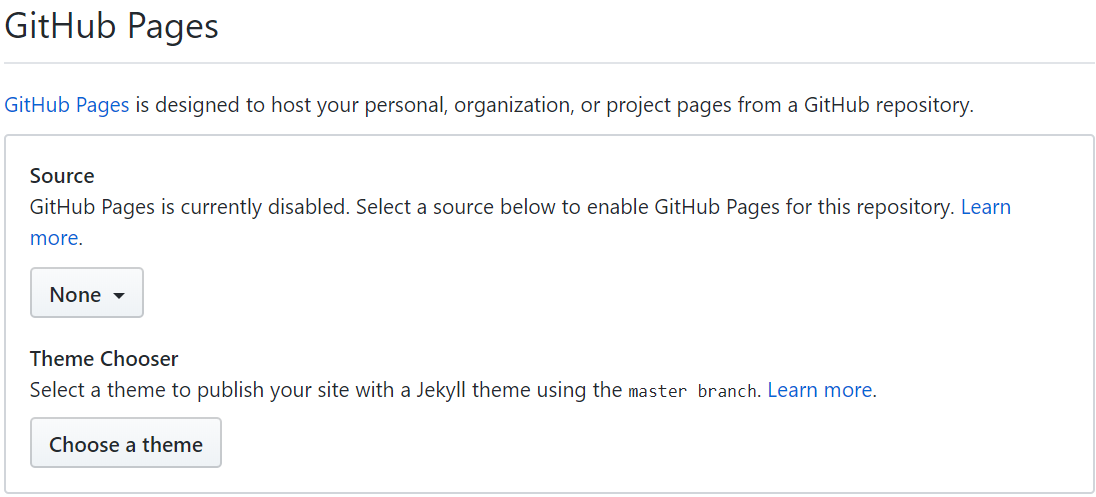 GitHub Pages
GitHub Pages is designed to host your personal, organization, or project pages from a GitHub repository.
Source
GitHub Pages is currently disabled. Select a source below to enable GitHub Pages for this repository. Learn
more.
None
Theme Chooser
Select a theme to publish your site with a Jekyll theme using the master branch. Learn more.
Choose a theme